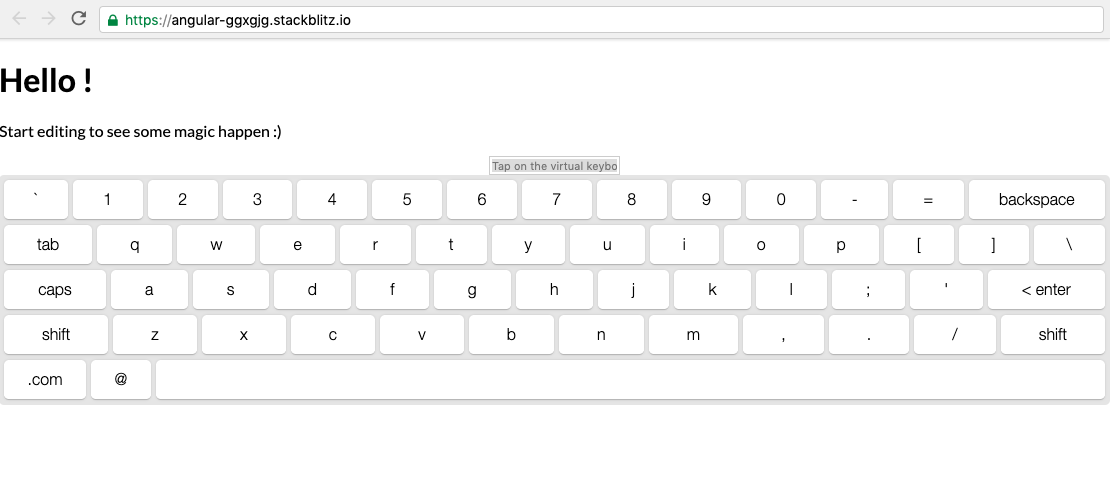 https://angular-ggxgjg.stackblitz.io
Hello !
Start editing to see some magic happen :)
Tap on the virtual keybo
` 1 2 3 4 5 6 7 8 9 0 - = backspace
tab q w e r t y u i o p [ ] \
caps a s d f g h j k l ; ' < enter
shift z x c v b n m , . / shift
.com @